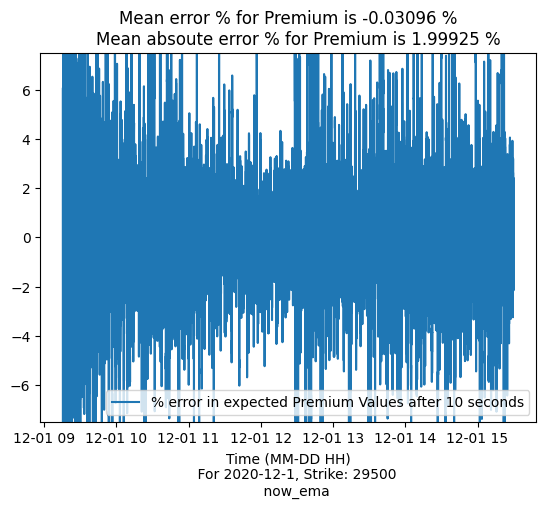 Mean error % for Premium is -0.03096 %
Mean absoute error % for Premium is 1.99925 %
6
4
2
0
−2
−4
−6
% error in expected Premium Values after 10 seconds
12-01 09 12-01 10 12-01 11 12-01 12 12-01 13 12-01 14 12-01 15
Time (MM-DD HH)
For 2020-12-1, Strike: 29500
now_ema